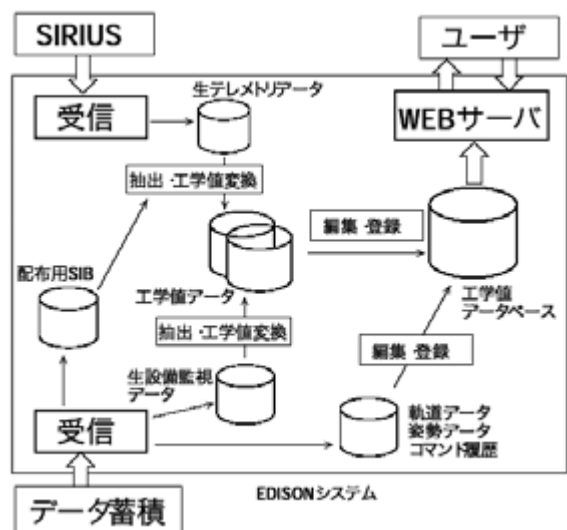 SIRIUS
ユーザ
生テレメトリデータ
受信
WEBサーバ
抽出・工学値変換
編集・登録
配布用SIB
工学値データ
工学値
データベース
抽出・工学値変換
編集・登録
生設備監視
データ
受信
軌道データ
姿勢データ
コマンド履歴
データ蓄積
EDISONシステム